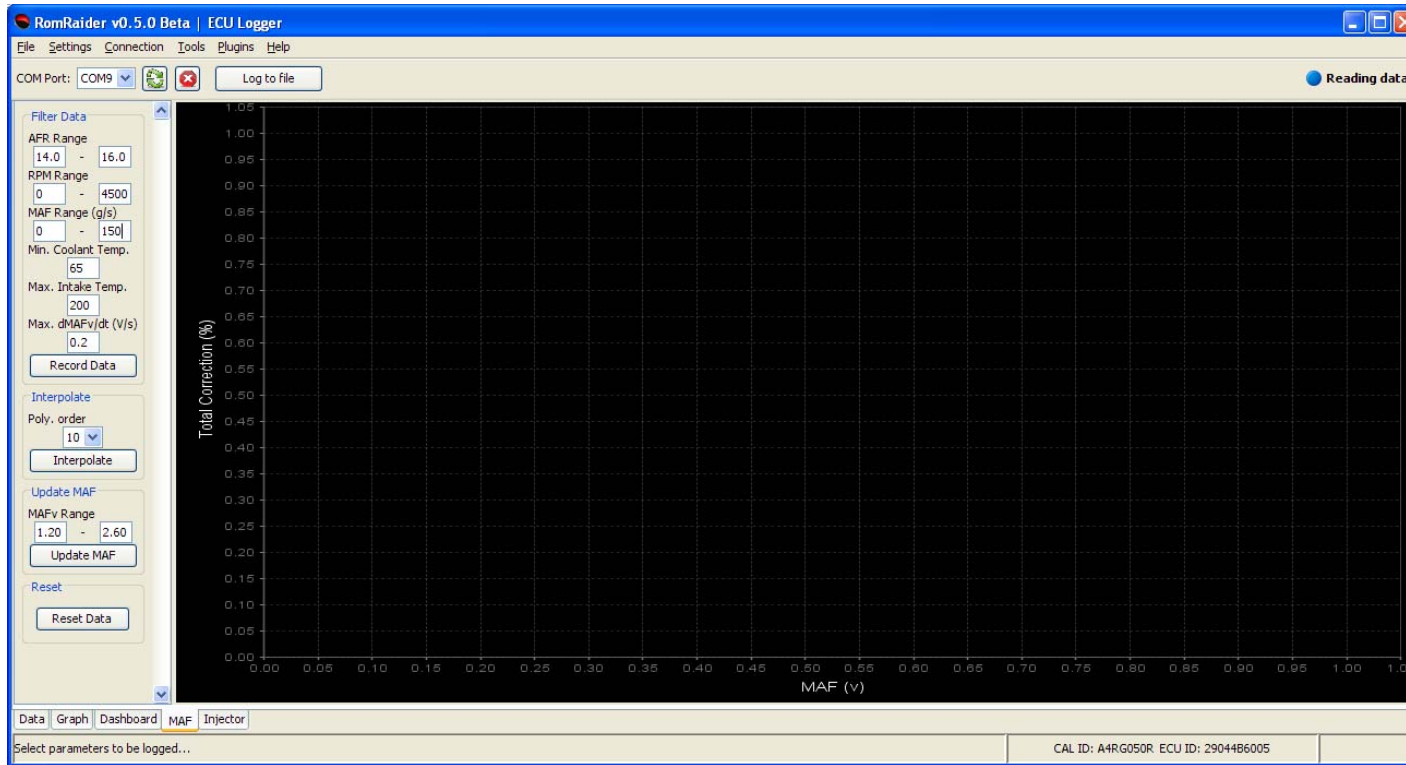 RomRaider v0.5.0 Beta | ECU Logger
File Settings Connection Tools Plugins Help
COM Port: COM9 Log to file Reading data
Filter Data
AFR Range
14.0 - 16.0
RPM Range
0 - 4500
MAF Range (g/s)
0 - 150
Min. Coolant Temp.
65
Max. Intake Temp.
200
Max. dMAFv/dt (V/s)
0.2
Record Data
Interpolate
Poly. order
10
Interpolate
Update MAF
MAFv Range
1.20 - 2.60
Update MAF
Reset
Reset Data
Total Correction (%)
1.05
1.00
0.95
0.90
0.85
0.80
0.75
0.70
0.65
0.60
0.55
0.50
0.45
0.40
0.35
0.30
0.25
0.20
0.15
0.10
0.05
0.00
0.00 0.05 0.10 0.15 0.20 0.25 0.30 0.35 0.40 0.45 0.50 0.55 0.60 0.65 0.70 0.75 0.80 0.85 0.90 0.95 1.00
MAF (v)
Data Graph Dashboard MAF Injector
Select parameters to be logged... CAL ID: A4RG050R ECU ID: 29044B6005